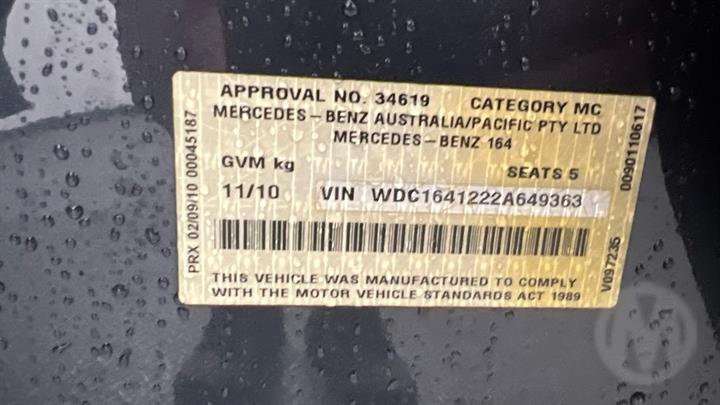 APPROVAL NO. 34619 CATEGORY MC
MERCEDES-BENZ AUSTRALIA/PACIFIC PTY LTD
MERCEDES-BENZ 164
GVM kg SEATS 5
11/10 VIN WDC1641222A649363
THIS VEHICLE WAS MANUFACTURED TO COMPLY
WITH THE MOTOR VEHICLE STANDARDS ACT 1989
PRX 02/09/10 00045187
V097235 0090110617
M